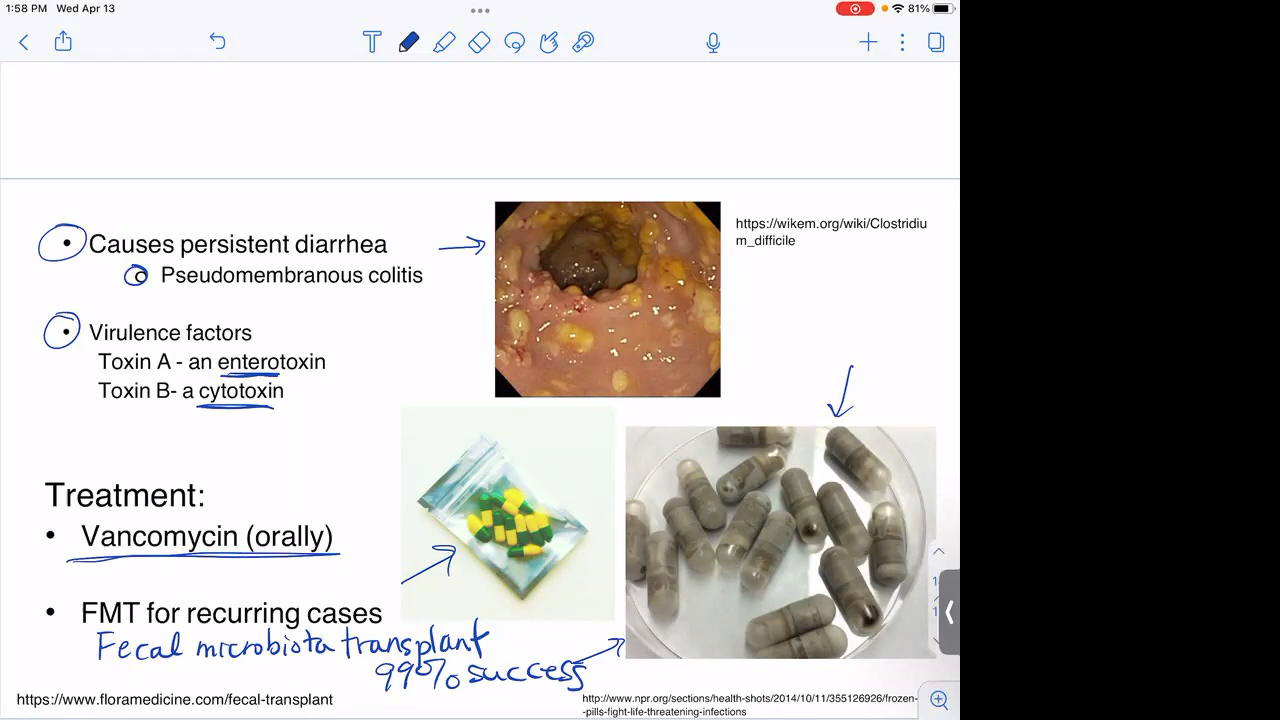 1:58 PM Wed Apr 13
81%
• Causes persistent diarrhea
o Pseudomembranous colitis
https://wikem.org/wiki/Clostridiu
m_difficile
• Virulence factors
Toxin A - an enterotoxin
Toxin B- a cytotoxin
Treatment:
• Vancomycin (orally)
• FMT for recurring cases
Fecal microbiota transplant
99% success
https://www.floramedicine.com/fecal-transplant
http://www.npr.org/sections/health-shots/2014/10/11/355126926/frozen-
-pills-fight-life-threatening-infections